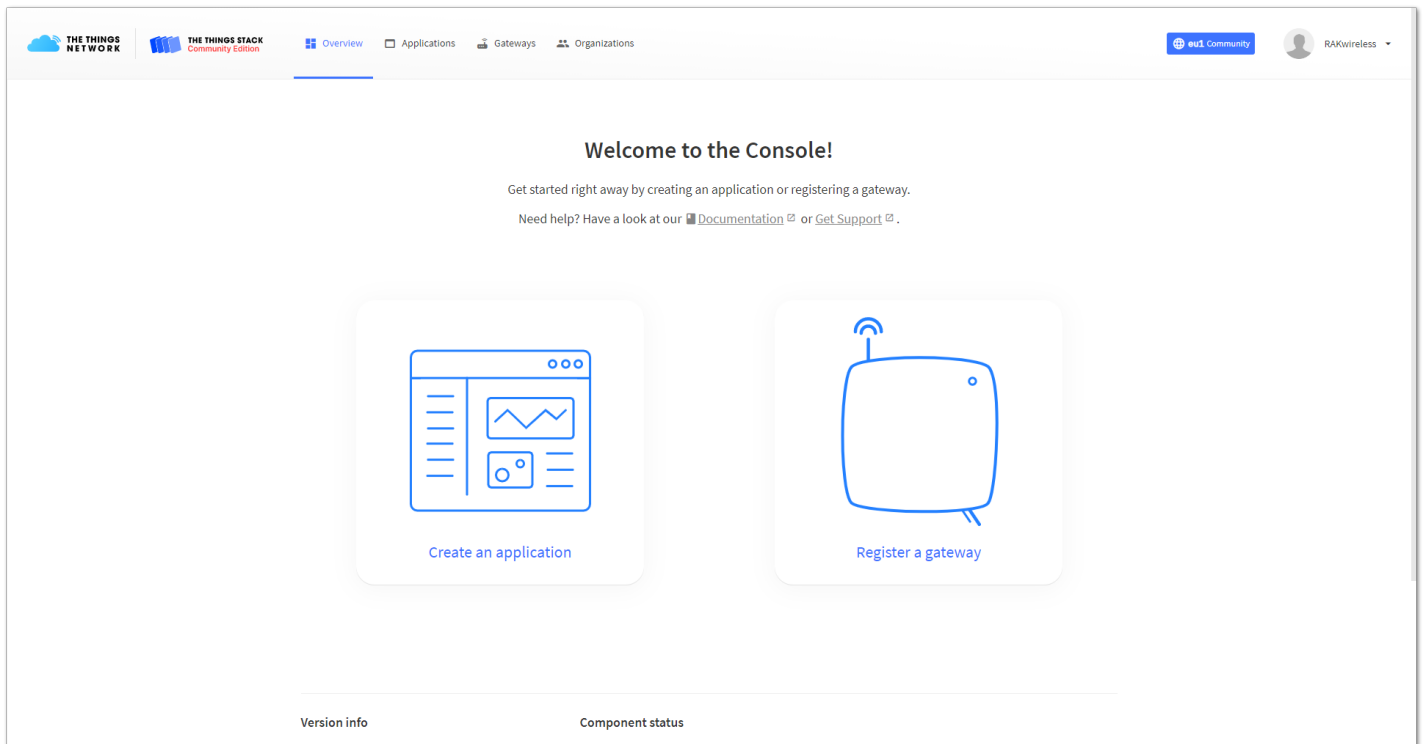 THE THINGS
NETWORK
THE THINGS STACK
Community Edition
Overview
Applications
Gateways
Organizations
eu1 Community
RAKwireless
Welcome to the Console!
Get started right away by creating an application or registering a gateway.
Need help? Have a look at our Documentation or Get Support .
Create an application
Register a gateway
Version info
Component status